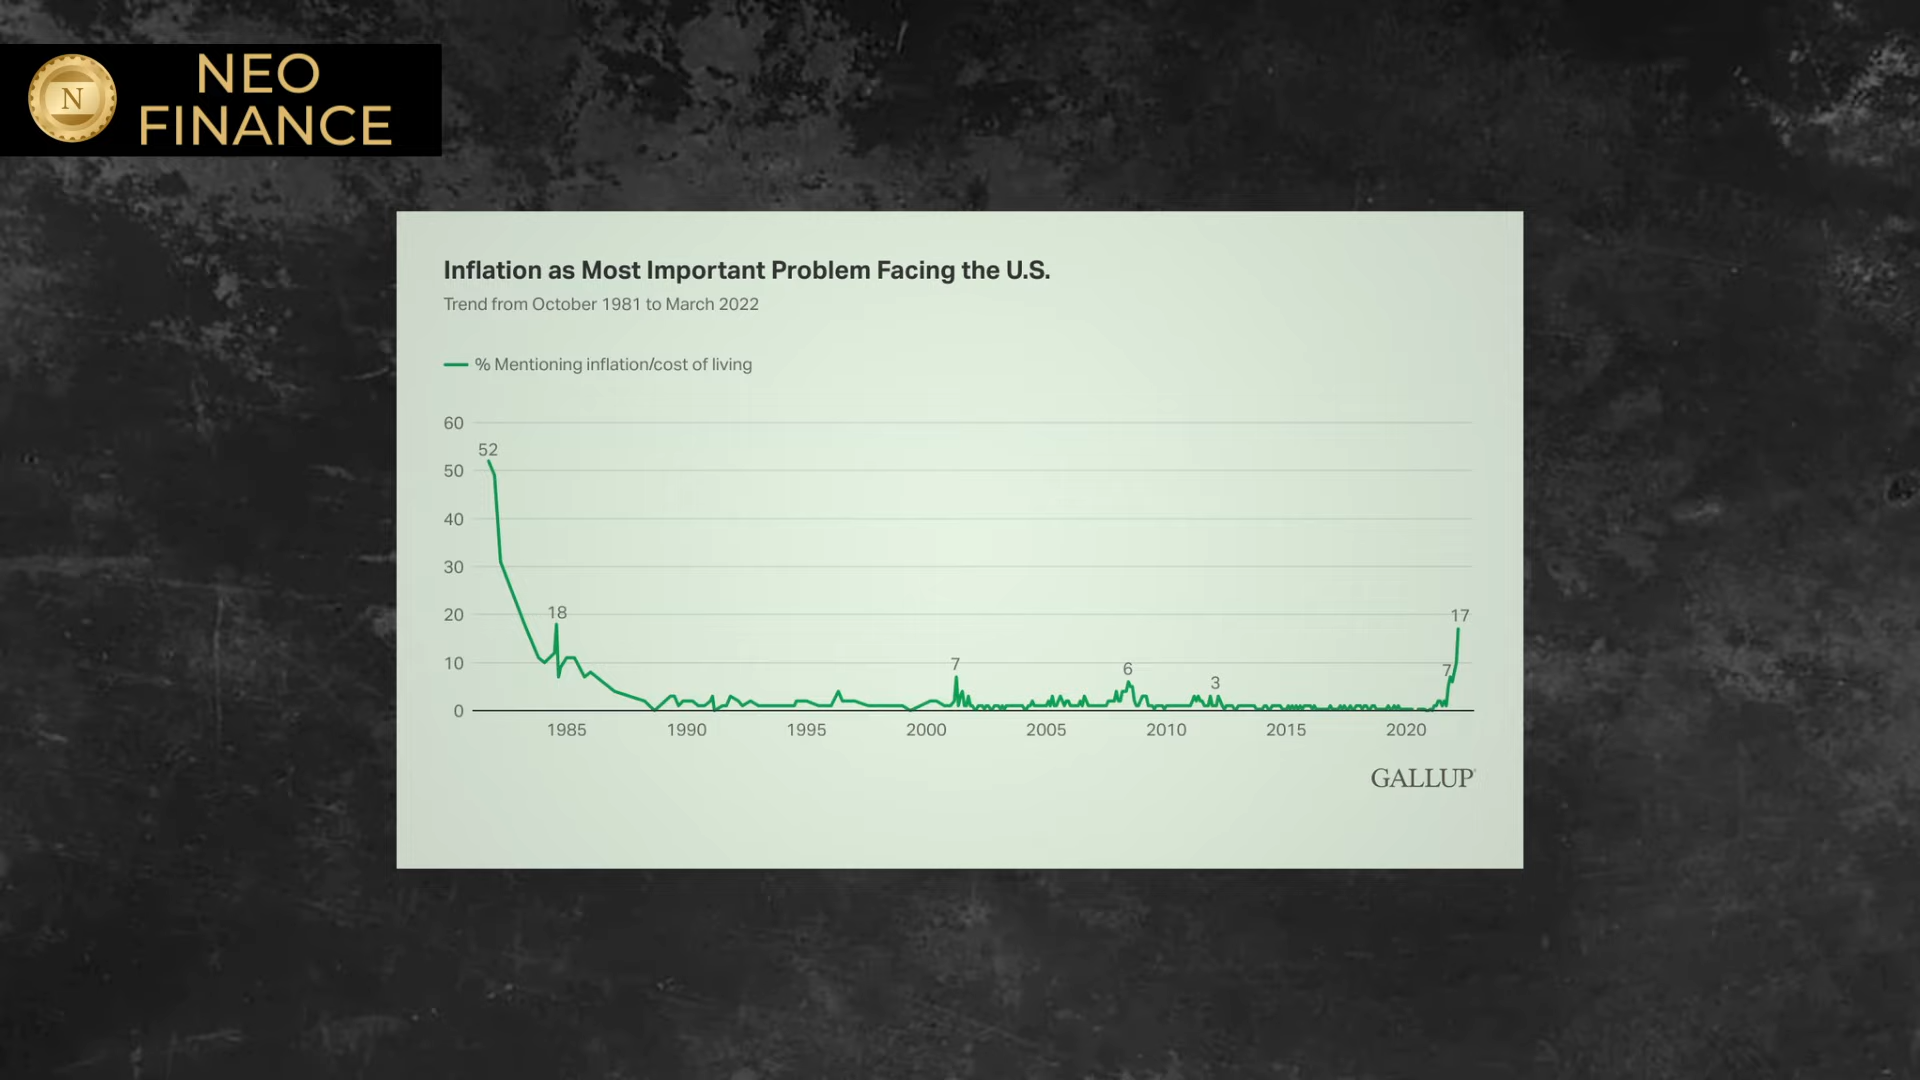 NEO
FINANCE
N
Inflation as Most Important Problem Facing the U.S.
Trend from October 1981 to March 2022
% Mentioning inflation/cost of living
60
52
50
40
30
20
18
17
10
7
6
3
7
0
1985 1990 1995 2000 2005 2010 2015 2020
GALLUP